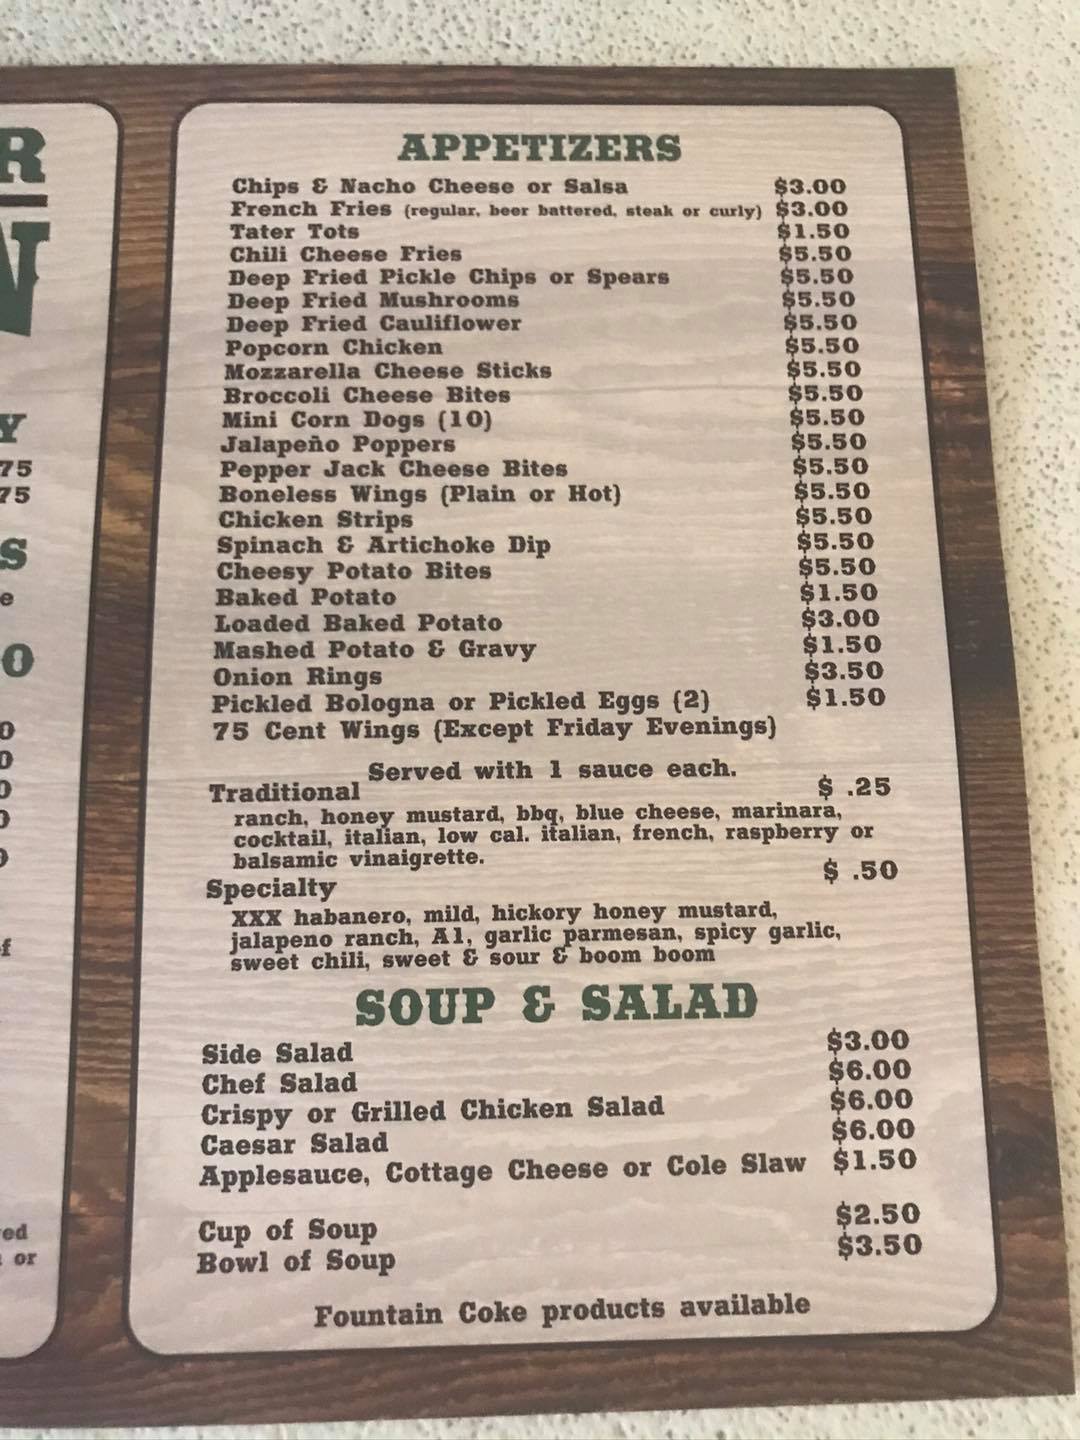 R
N
Y
75
75
S
e
O
0
0
0
0
0
of
ed
or
APPETIZERS
Chips & Nacho Cheese or Salsa $3.00
French Fries (regular, beer battered, steak or curly) $3.00
Tater Tots $1.50
Chili Cheese Fries $5.50
Deep Fried Pickle Chips or Spears $5.50
Deep Fried Mushrooms $5.50
Deep Fried Cauliflower $5.50
Popcorn Chicken $5.50
Mozzarella Cheese Sticks $5.50
Broccoli Cheese Bites $5.50
Mini Corn Dogs (10) $5.50
Jalapeño Poppers $5.50
Pepper Jack Cheese Bites $5.50
Boneless Wings (Plain or Hot) $5.50
Chicken Strips $5.50
Spinach & Artichoke Dip $5.50
Cheesy Potato Bites $5.50
Baked Potato $1.50
Loaded Baked Potato $3.00
Mashed Potato & Gravy $1.50
Onion Rings $3.50
Pickled Bologna or Pickled Eggs (2) $1.50
75 Cent Wings (Except Friday Evenings)
Served with 1 sauce each.
Traditional $ .25
ranch, honey mustard, bbq, blue cheese, marinara,
cocktail, italian, low cal. italian, french, raspberry or
balsamic vinaigrette.
Specialty $ .50
XXX habanero, mild, hickory honey mustard,
jalapeno ranch, A1, garlic parmesan, spicy garlic,
sweet chili, sweet & sour & boom boom
SOUP & SALAD
Side Salad $3.00
Chef Salad $6.00
Crispy or Grilled Chicken Salad $6.00
Caesar Salad $6.00
Applesauce, Cottage Cheese or Cole Slaw $1.50
Cup of Soup $2.50
Bowl of Soup $3.50
Fountain Coke products available